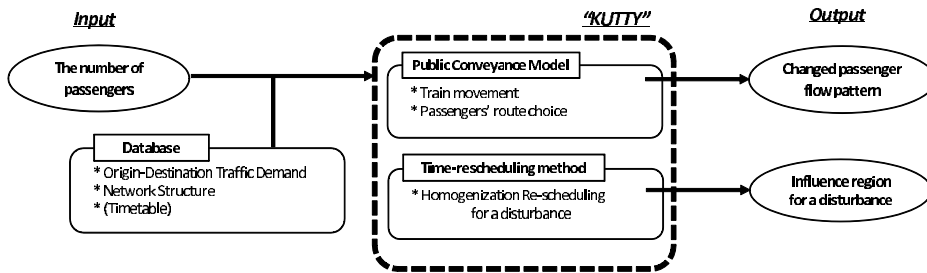 Input
"KUTTY"
Output
The number of
passengers
Database
* Origin-Destination Traffic Demand
* Network Structure
* (Timetable)
Public Conveyance Model
* Train movement
* Passengers' route choice
Time-rescheduling method
* Homogenization Re-scheduling
for a disturbance
Changed passenger
flow pattern
Influence region
for a disturbance